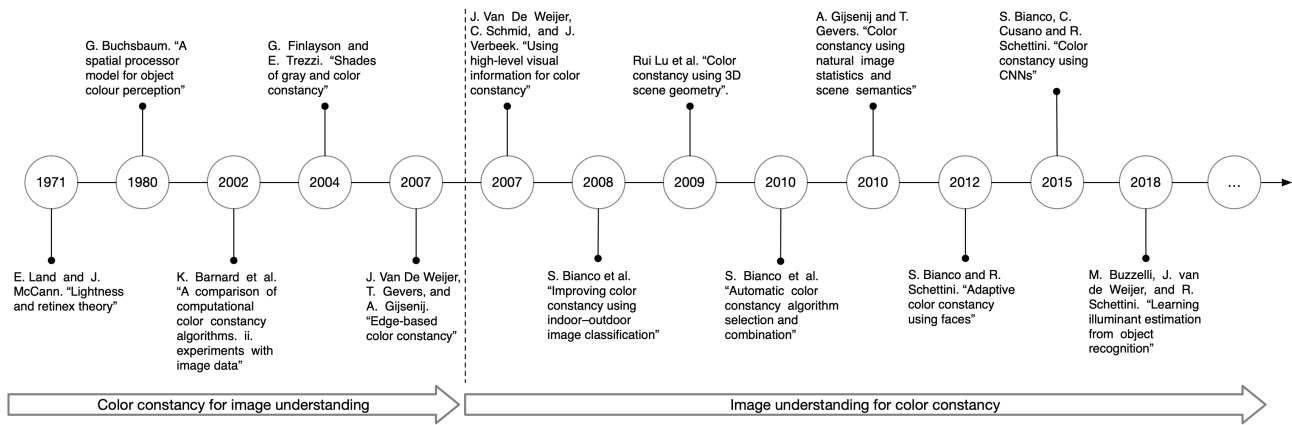 G. Buchsbaum. “A
spatial processor
model for object
colour perception”
G. Finlayson and
E. Trezzi. “Shades
of gray and color
constancy”
J. Van De Weijer,
C. Schmid, and J.
Verbeek. “Using
high-level visual
information for color
constancy”
Rui Lu et al. “Color
constancy using 3D
scene geometry”.
A. Gijsenij and T.
Gevers. “Color
constancy using
natural image
statistics and
scene semantics”
S. Bianco, C.
Cusano and R.
Schettini. “Color
constancy using
CNNs”
1971
1980
2002
2004
2007
2007
2008
2009
2010
2010
2012
2015
2018
...
E. Land and J.
McCann. “Lightness
and retinex theory”
K. Barnard et al.
“A comparison of
computational
color constancy
algorithms. ii.
experiments with
image data”
J. Van De Weijer,
T. Gevers, and
A. Gijsenij.
“Edge-based
color constancy”
S. Bianco et al.
“Improving color
constancy using
indoor–outdoor
image classification”
S. Bianco et al.
“Automatic color
constancy algorithm
selection and
combination”
S. Bianco and R.
Schettini. “Adaptive
color constancy
using faces”
M. Buzzelli, J. van
de Weijer, and R.
Schettini. “Learning
illuminant estimation
from object
recognition”
Color constancy for image understanding
Image understanding for color constancy